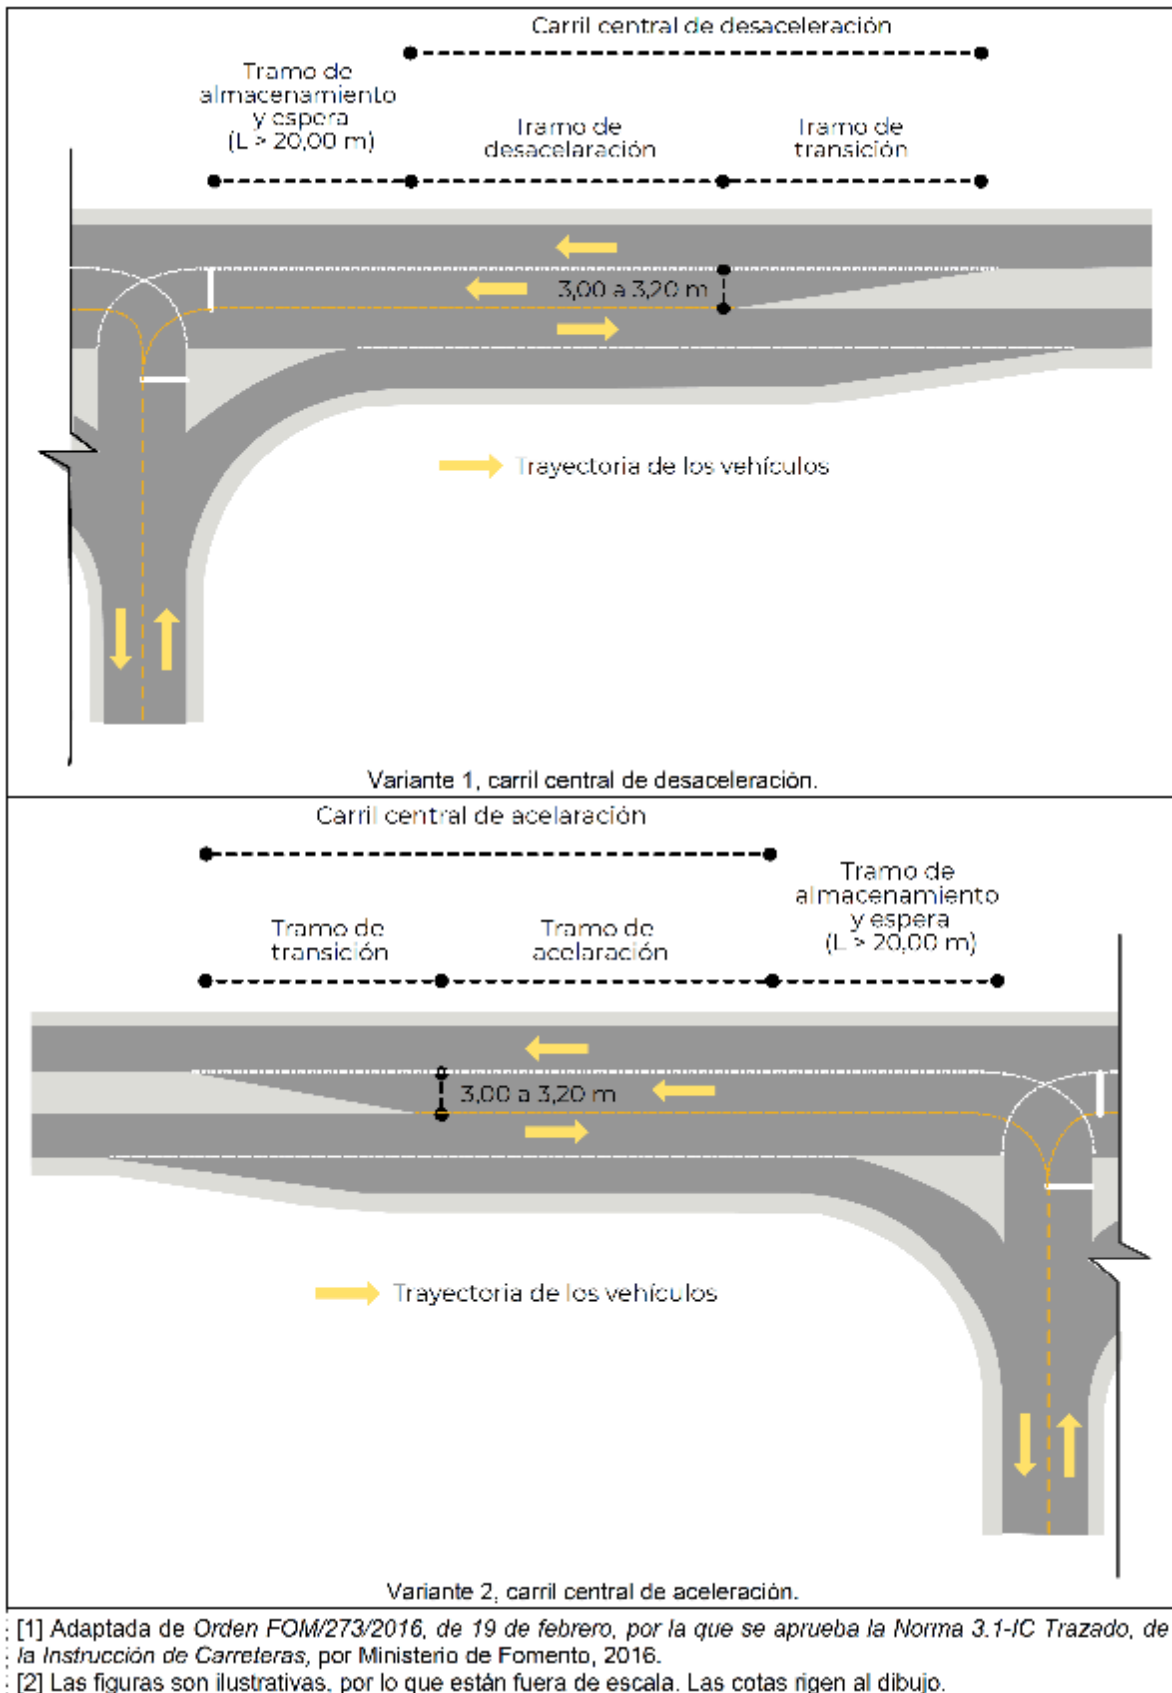 Carril central de desaceleración
Tramo de
almacenamiento
y espera
(L > 20,00 m)
Tramo de
desacelaración
Tramo de
transición
3,00 a 3,20 m
Trayectoria de los vehículos
Variante 1, carril central de desaceleración.
Carril central de acelaración
Tramo de
transición
Tramo de
acelaración
Tramo de
almacenamiento
y espera
(L > 20,00 m)
3,00 a 3,20 m
Trayectoria de los vehículos
Variante 2, carril central de aceleración.
[1] Adaptada de Orden FOM/273/2016, de 19 de febrero, por la que se aprueba la Norma 3.1-IC Trazado, de
la Instrucción de Carreteras, por Ministerio de Fomento, 2016.
[2] Las figuras son ilustrativas, por lo que están fuera de escala. Las cotas rigen al dibujo.